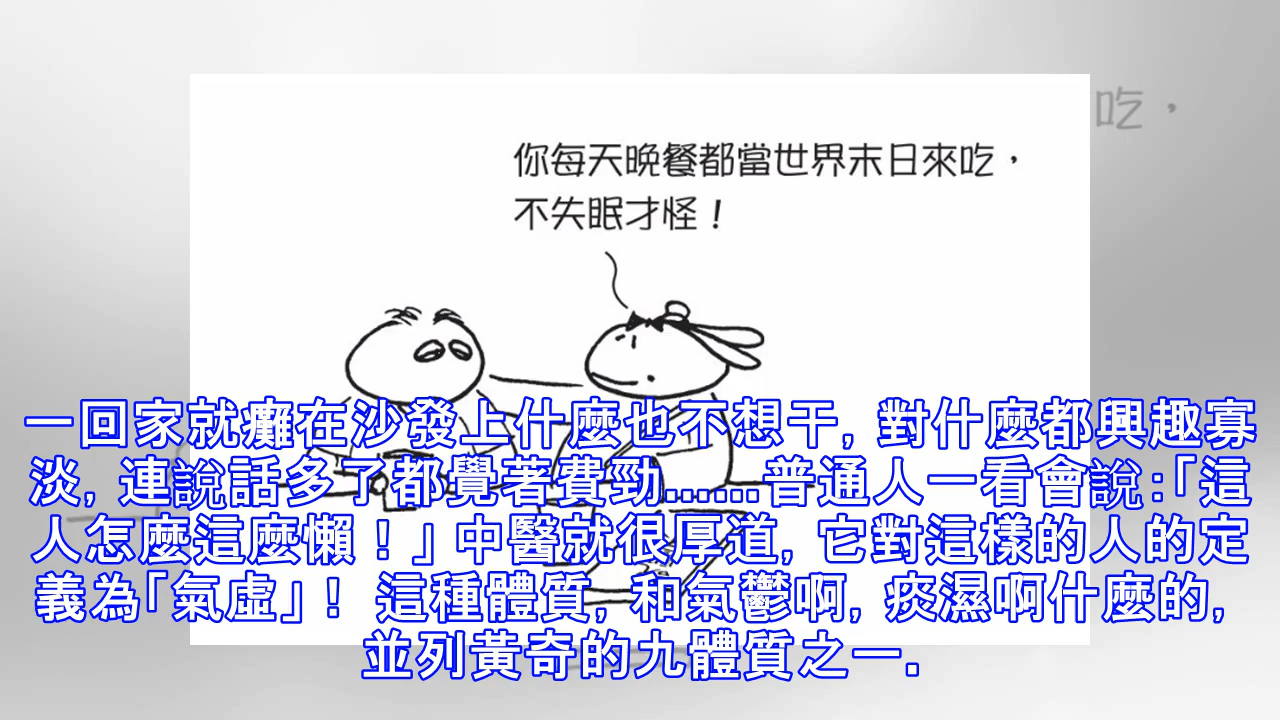 你每天晚餐都當世界末日來吃，
不失眠才怪！
吃，
一回家就癱在沙發上什麼也不想干, 對什麼都興趣寡
淡, 連說話多了都覺著費勁......普通人一看會說:「這
人怎麼這麼懶！」中醫就很厚道, 它對這樣的人的定
義為「氣虛」! 這種體質, 和氣鬱啊, 痰濕啊什麼的,
並列黃奇的九體質之一.